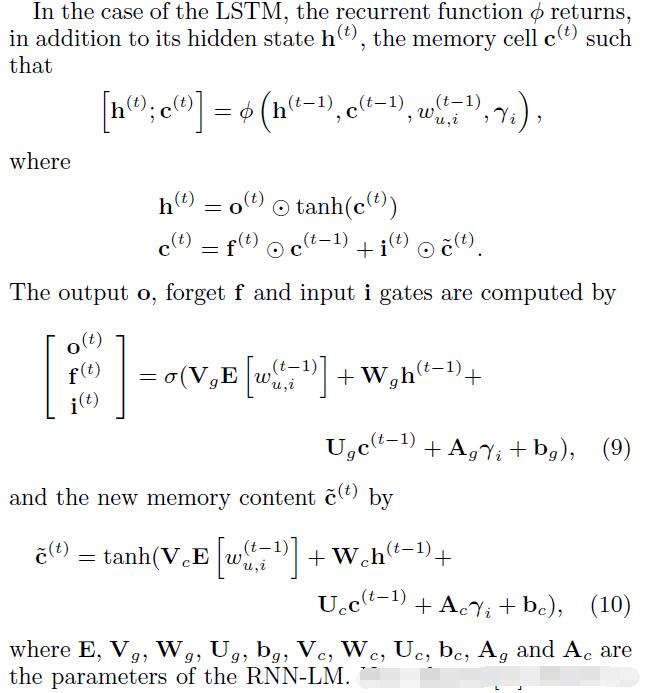 In the case of the LSTM, the recurrent function ϕ returns,
in addition to its hidden state h^(t), the memory cell c^(t) such
that
[h^(t); c^(t)] = ϕ (h^(t−1), c^(t−1), w_{u,i}^(t−1), γ_i),
where
h^(t) = o^(t) ⊙ tanh(c^(t))
c^(t) = f^(t) ⊙ c^(t−1) + i^(t) ⊙ c̃^(t).
The output o, forget f and input i gates are computed by
[ o^(t)
f^(t)
i^(t) ] = σ(V_g E [w_{u,i}^(t−1)] + W_g h^(t−1)+
U_g c^(t−1) + A_g γ_i + b_g), (9)
and the new memory content c̃^(t) by
c̃^(t) = tanh(V_c E [w_{u,i}^(t−1)] + W_c h^(t−1)+
U_c c^(t−1) + A_c γ_i + b_c), (10)
where E, V_g, W_g, U_g, b_g, V_c, W_c, U_c, b_c, A_g and A_c are
the parameters of the RNN-LM.